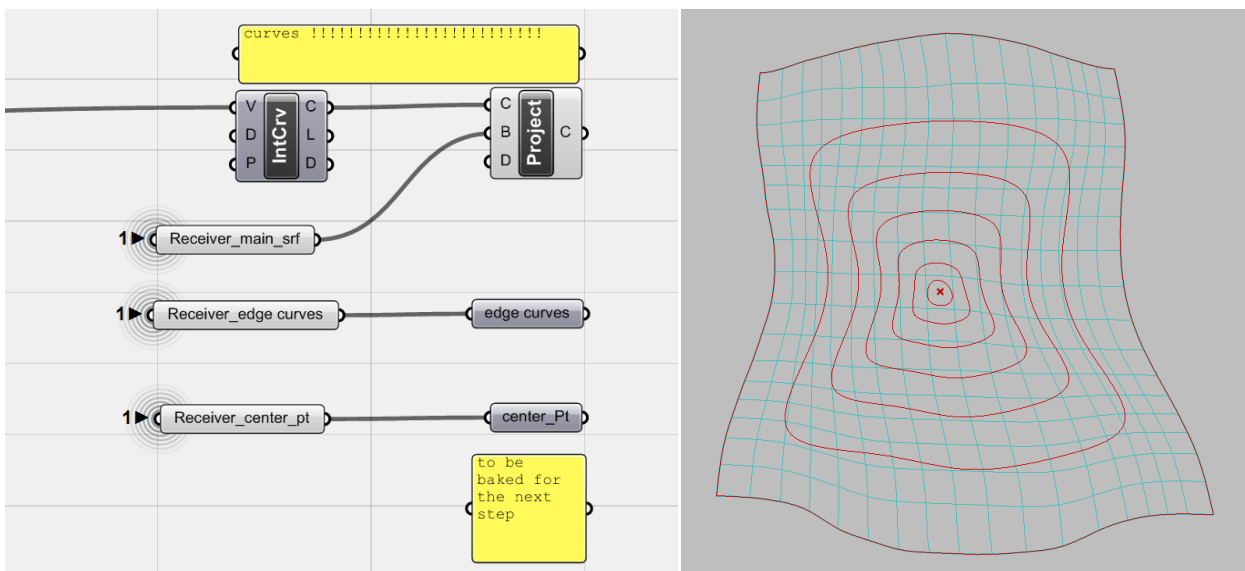 curves !!!!!!!!!!!!!!!!!!!!!!!!!
V C
D IntCrv L
P D
C
B Project C
D
1 Receiver_main_srf
1 Receiver_edge curves
edge curves
1 Receiver_center_pt
center_Pt
to be
baked for
the next
step